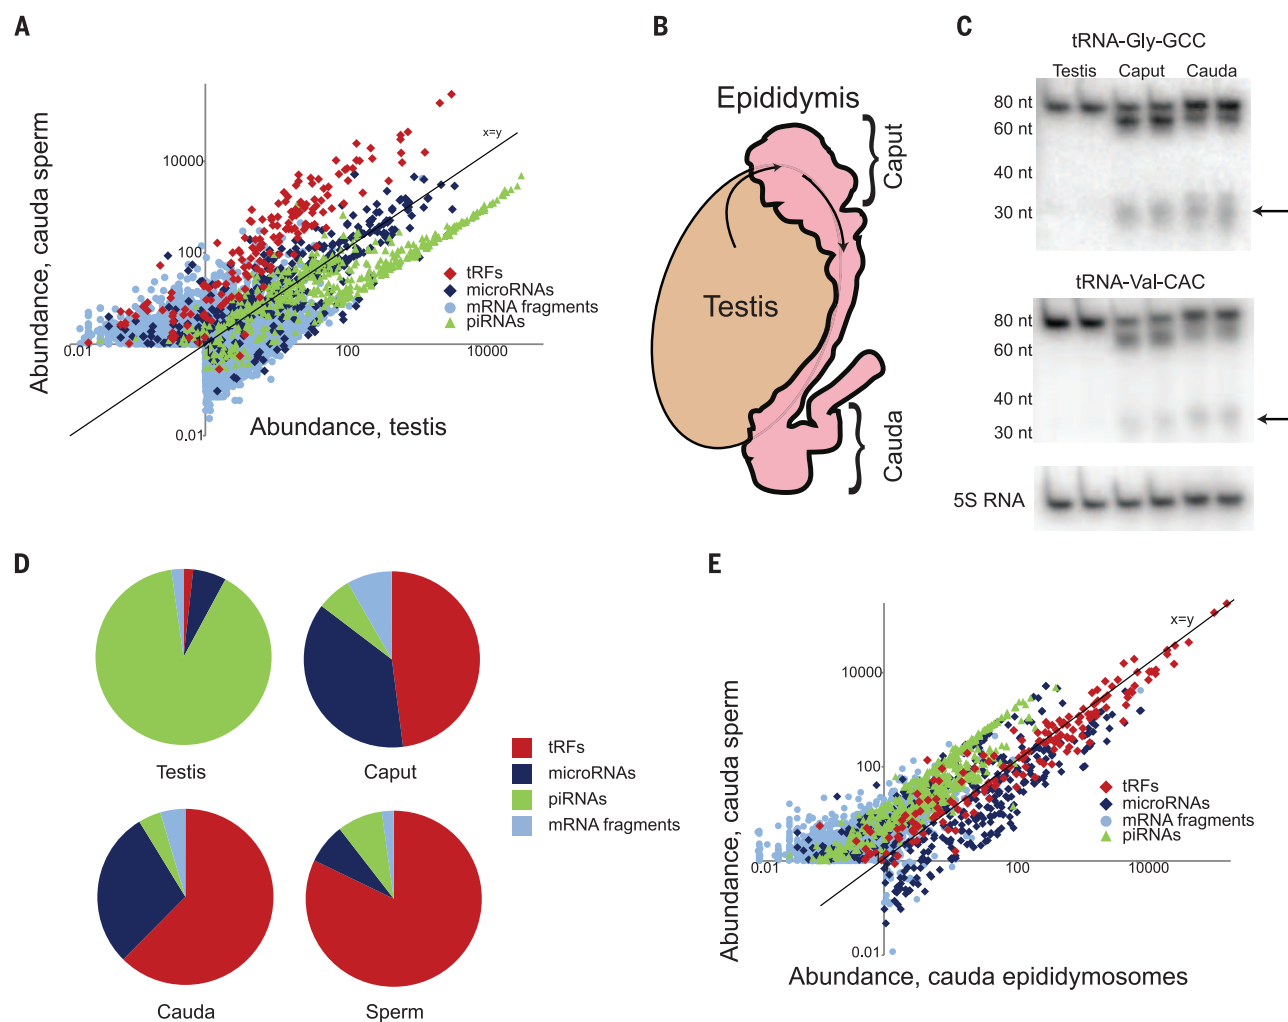 A
Abundance, cauda sperm
x=y
10000
100
tRFs
microRNAs
mRNA fragments
piRNAs
0.01
100
10000
0.01
Abundance, testis
B
Epididymis
Caput
Testis
Cauda
C
tRNA-Gly-GCC
Testis Caput Cauda
80 nt
60 nt
40 nt
30 nt
tRNA-Val-CAC
80 nt
60 nt
40 nt
30 nt
5S RNA
D
Testis
Caput
Cauda
Sperm
tRFs
microRNAs
piRNAs
mRNA fragments
E
Abundance, cauda sperm
x=y
10000
100
tRFs
microRNAs
mRNA fragments
piRNAs
0.01
100
10000
0.01
Abundance, cauda epididymosomes